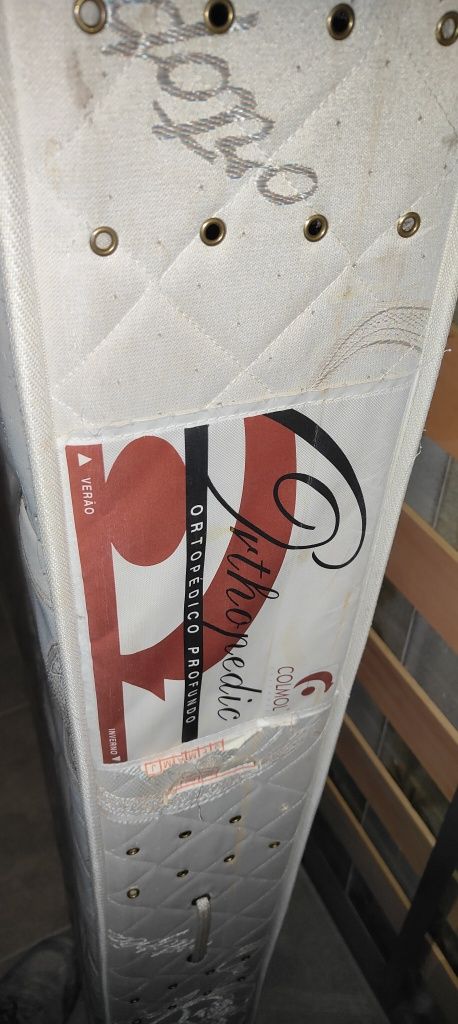 ▲ VERÃO
INVERNO ▼
ORTOPÉDICO PROFUNDO
Orthopedic
COLMOL